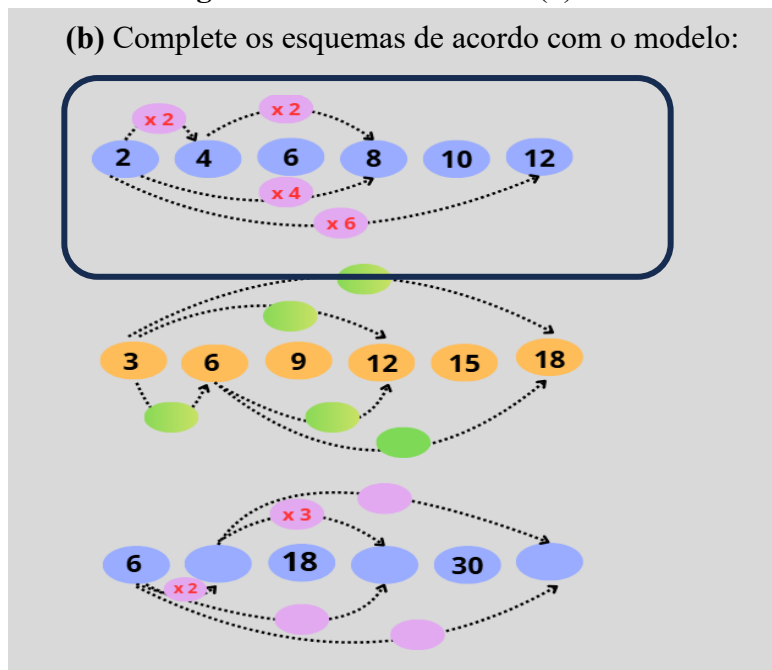 (b) Complete os esquemas de acordo com o modelo:
x 2
x 2
2 4 6 8 10 12
x 4
x 6
3 6 9 12 15 18
x 3
6 18 30
x 2